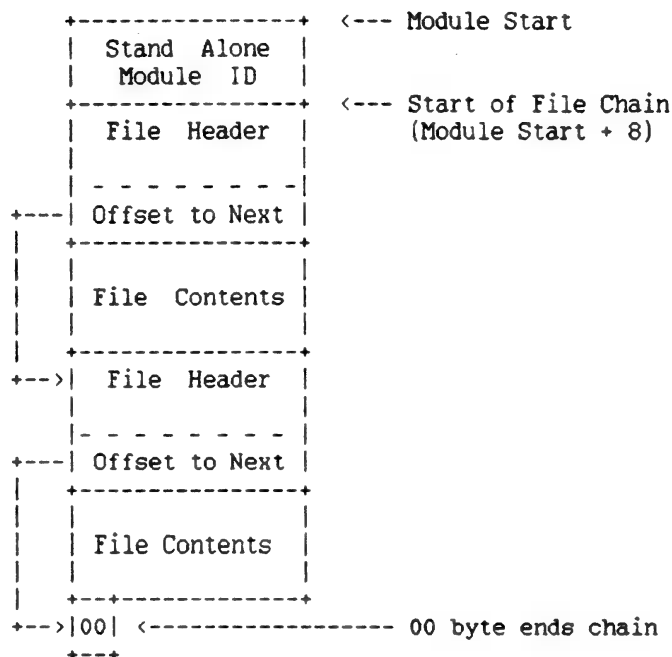 <--- Module Start
Stand Alone
Module ID
<--- Start of File Chain
File Header (Module Start + 8)
Offset to Next
File Contents
File Header
Offset to Next
File Contents
00 <----------------- 00 byte ends chain